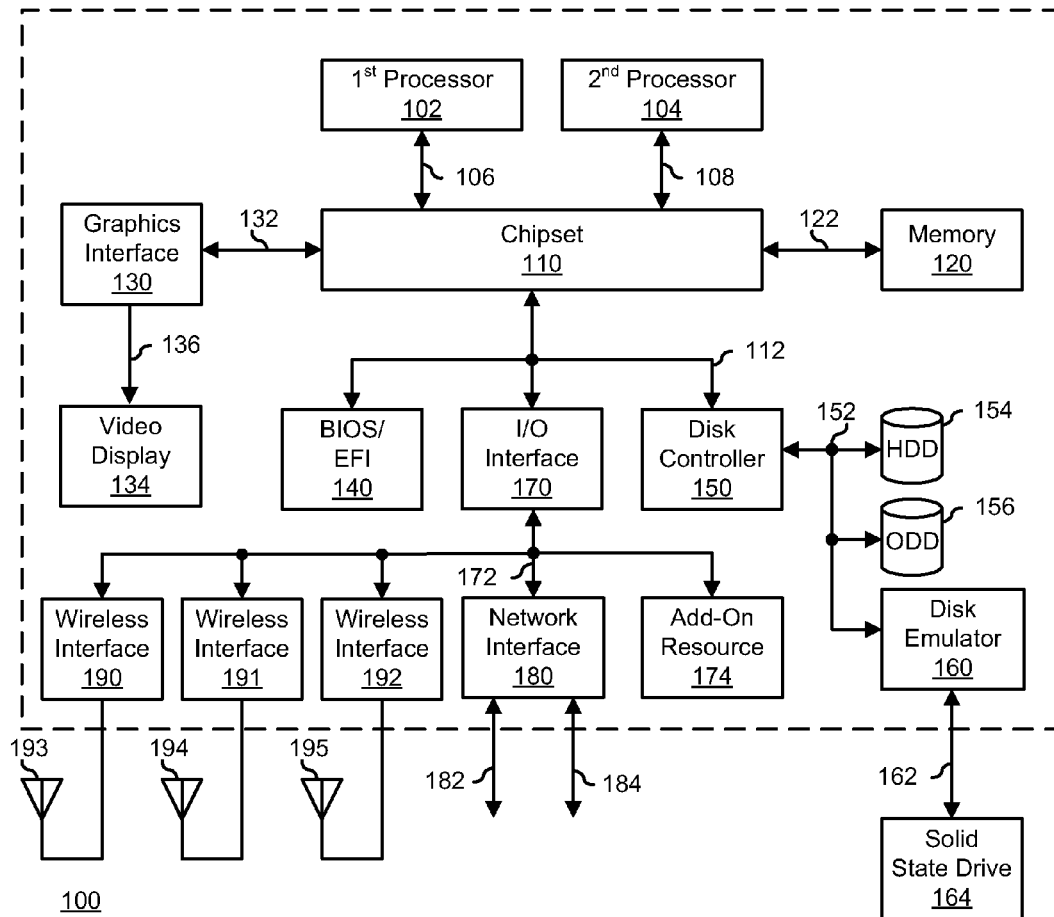 1st Processor
102
2nd Processor
104
106
108
Graphics
Interface
130
132
Chipset
110
122
Memory
120
136
112
Video
Display
134
BIOS/
EFI
140
I/O
Interface
170
Disk
Controller
150
152
154
HDD
156
ODD
172
Wireless
Interface
190
Wireless
Interface
191
Wireless
Interface
192
Network
Interface
180
Add-On
Resource
174
Disk
Emulator
160
193
194
195
182
184
162
Solid
State Drive
164
100